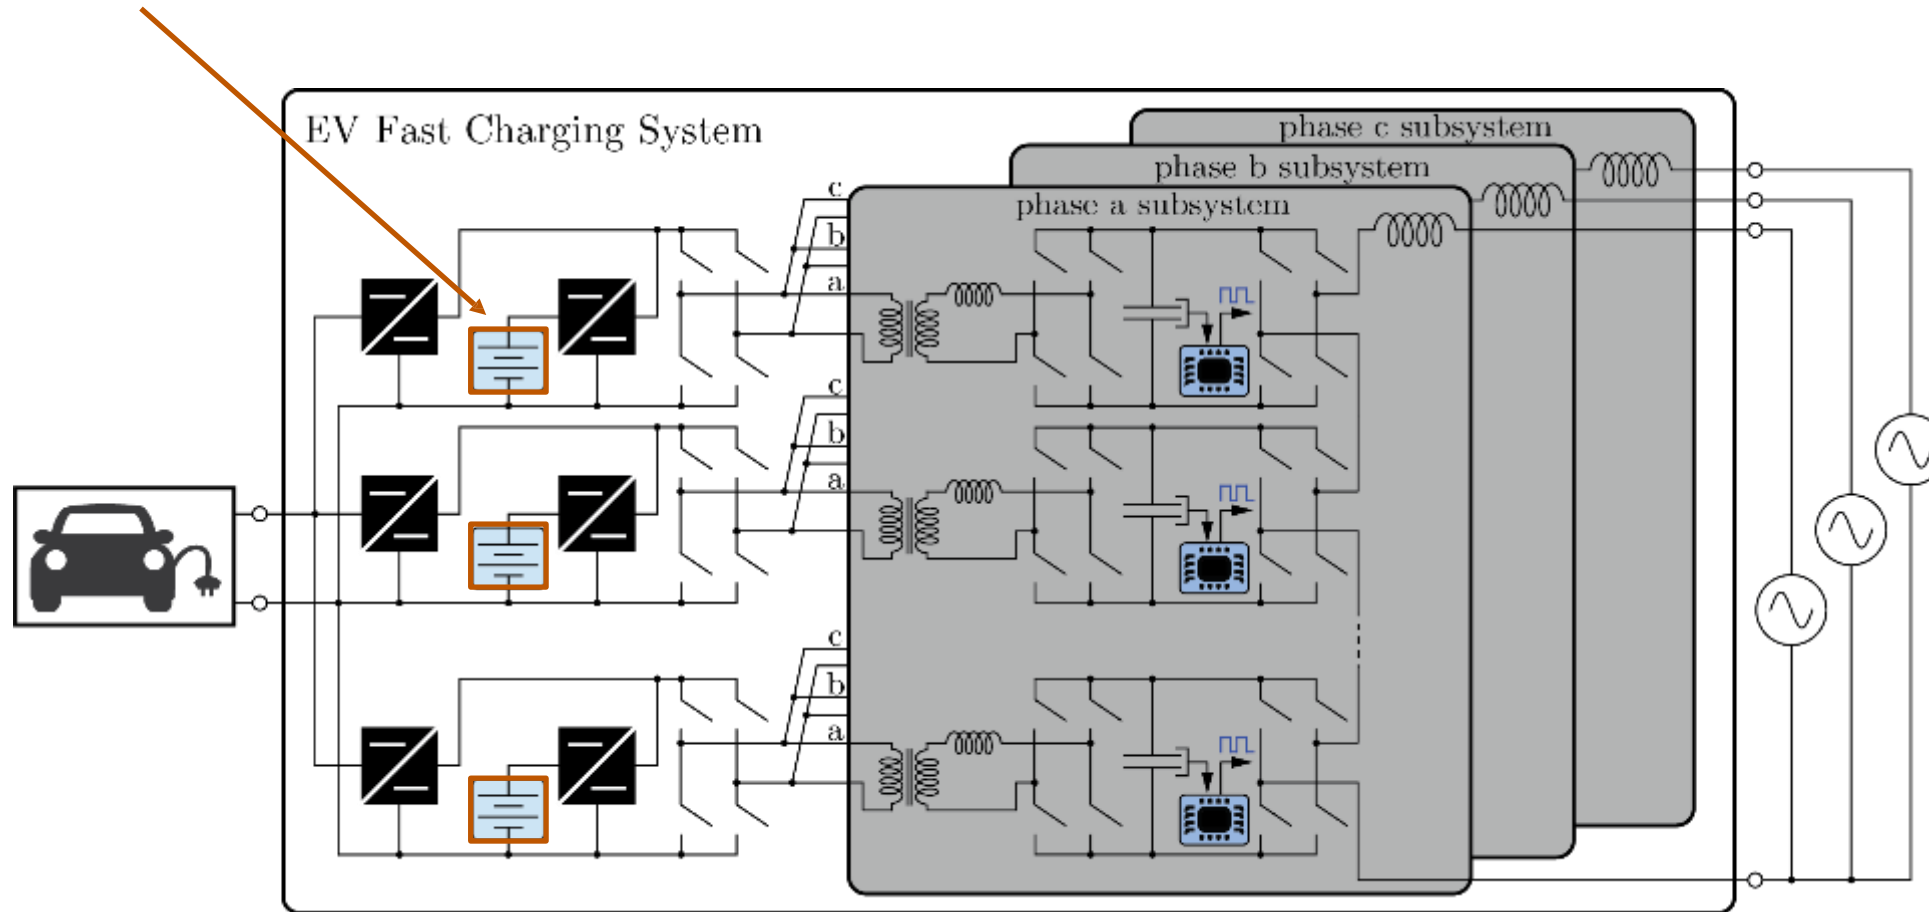 EV Fast Charging System
phase c subsystem
phase b subsystem
phase a subsystem
c
b
a
c
b
a
c
b
a